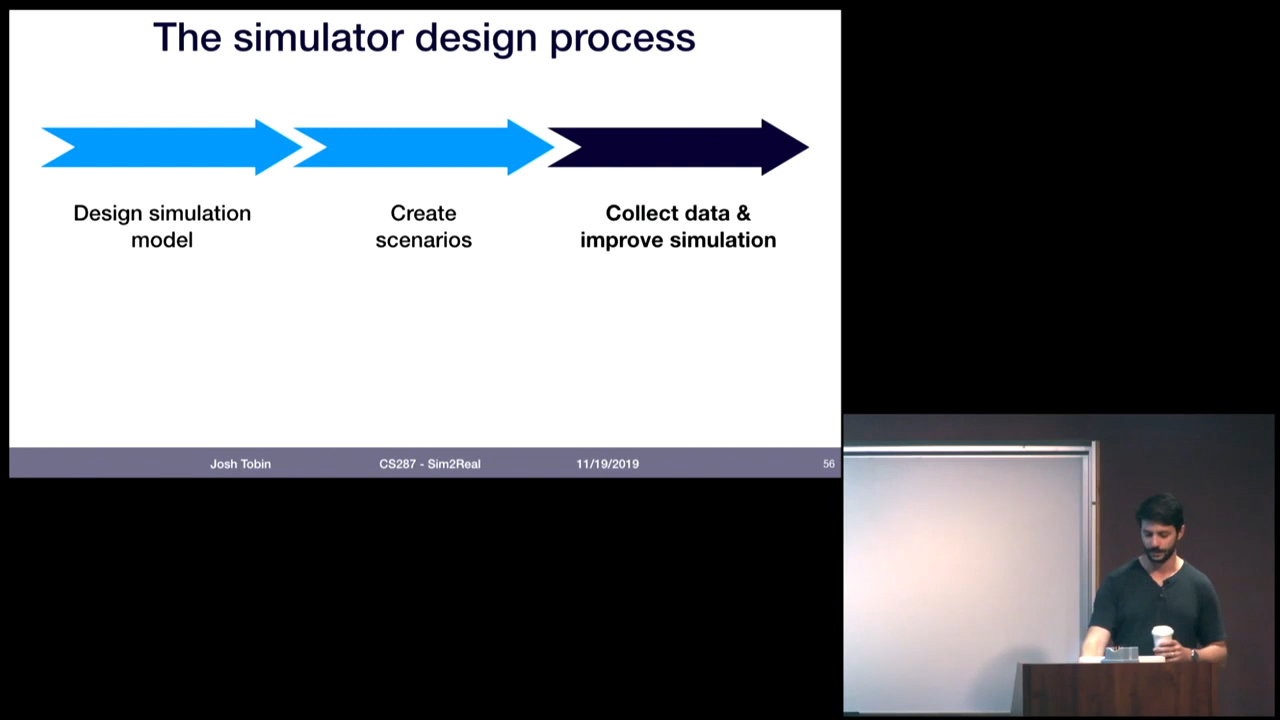 The simulator design process
Design simulation
model
Create
scenarios
Collect data &
improve simulation
Josh Tobin
CS287 - Sim2Real
11/19/2019
56